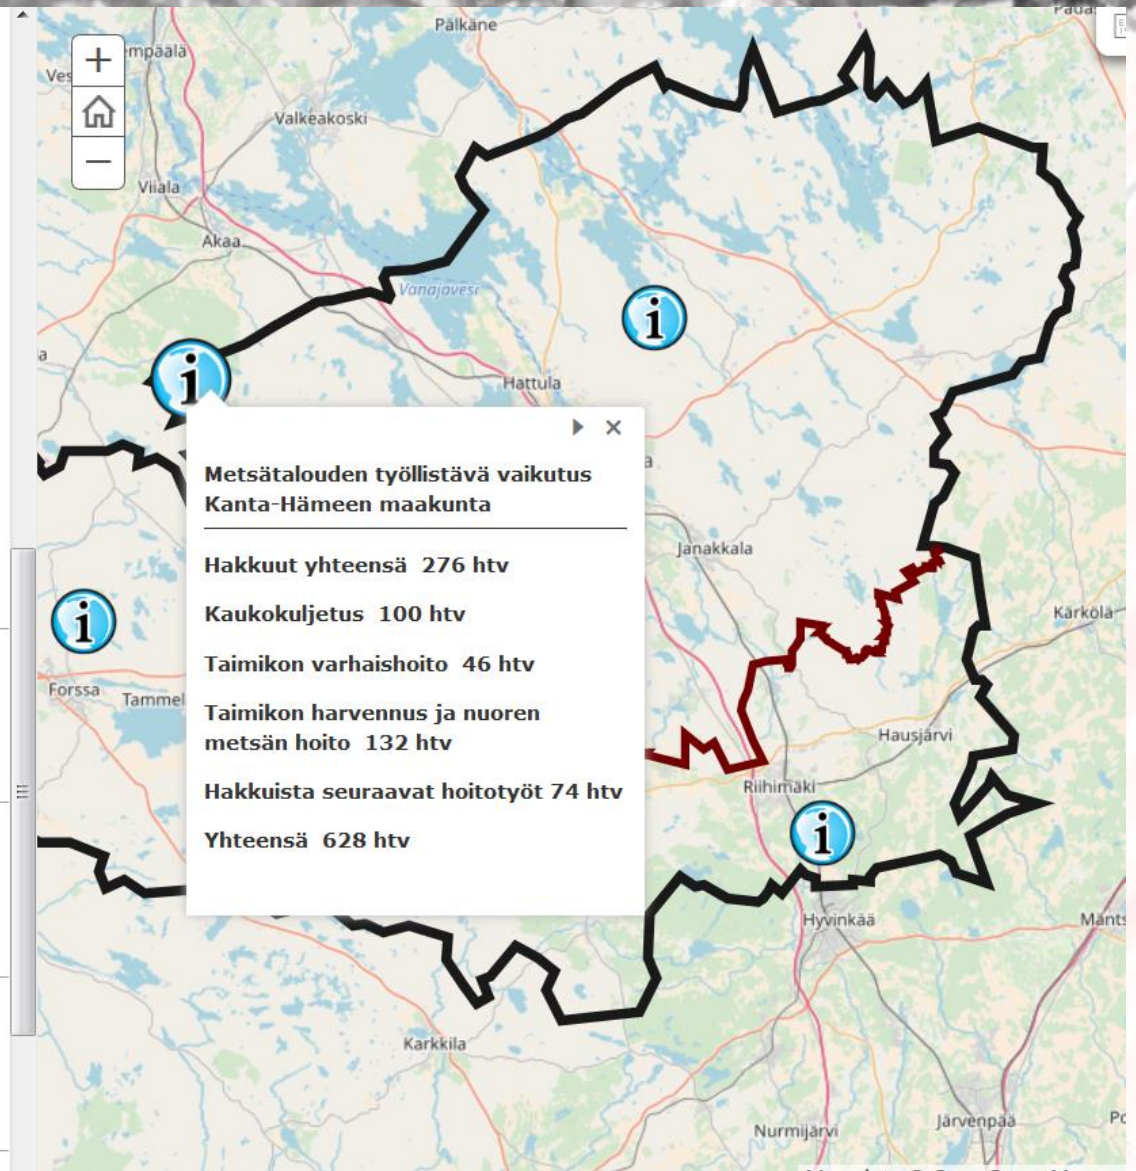 Pälkäne
Valkeakoski
Viiala
Akaa
Vanajavesi
Hattula
Metsätalouden työllistävä vaikutus
Kanta-Hämeen maakunta
Hakkuut yhteensä 276 htv
Kaukokuljetus 100 htv
Taimikon varhaishoito 46 htv
Taimikon harvennus ja nuoren
metsän hoito 132 htv
Hakkuista seuraavat hoitotyöt 74 htv
Yhteensä 628 htv
Janakkala
Kärkölä
Forssa
Tammel
Hausjärvi
Riihimäki
Hyvinkää
Mänts
Karkkila
Järvenpää
Nurmijärvi